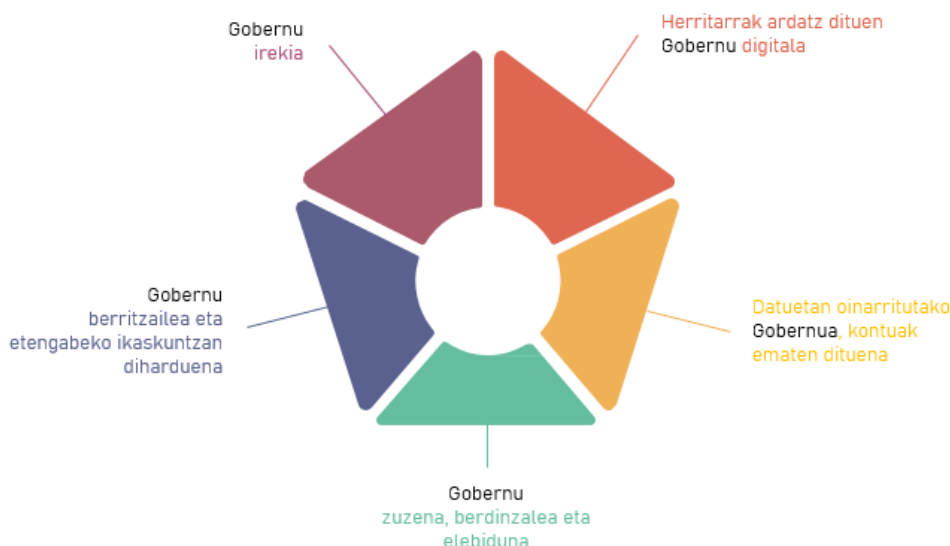 Gobernu
irekia
Herritarrak ardatz dituen
Gobernu digitala
Datuetan oinarritutako
Gobernua, kontuak
ematen dituena
Gobernu
zuzena, berdinzalea eta
elebiduna
Gobernu
berritzailea eta
etengabeko ikaskuntzan
diharduena